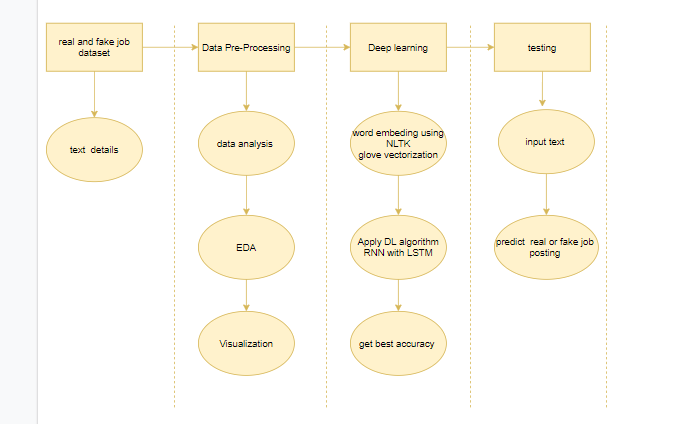 real and fake job
dataset
Data Pre-Processing
Deep learning
testing
text details
data analysis
word embeding using
NLTK
glove vectorization
input text
EDA
Apply DL algorithm
RNN with LSTM
predict real or fake job
posting
Visualization
get best accuracy